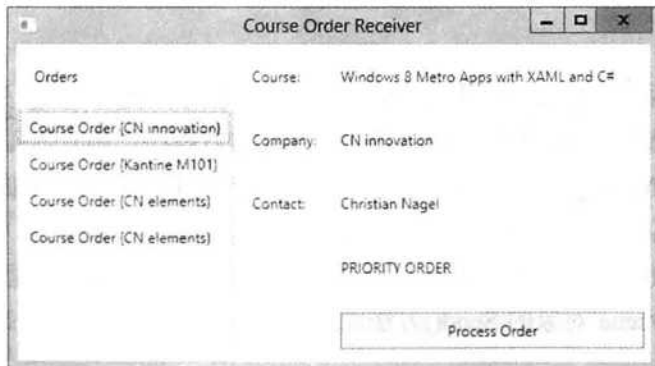 Course Order Receiver
Orders
Course Order {CN innovation}
Course Order {Kantine M101}
Course Order {CN elements}
Course Order {CN elements}
Course: Windows 8 Metro Apps with XAML and C#
Company: CN innovation
Contact: Christian Nagel
PRIORITY ORDER
Process Order